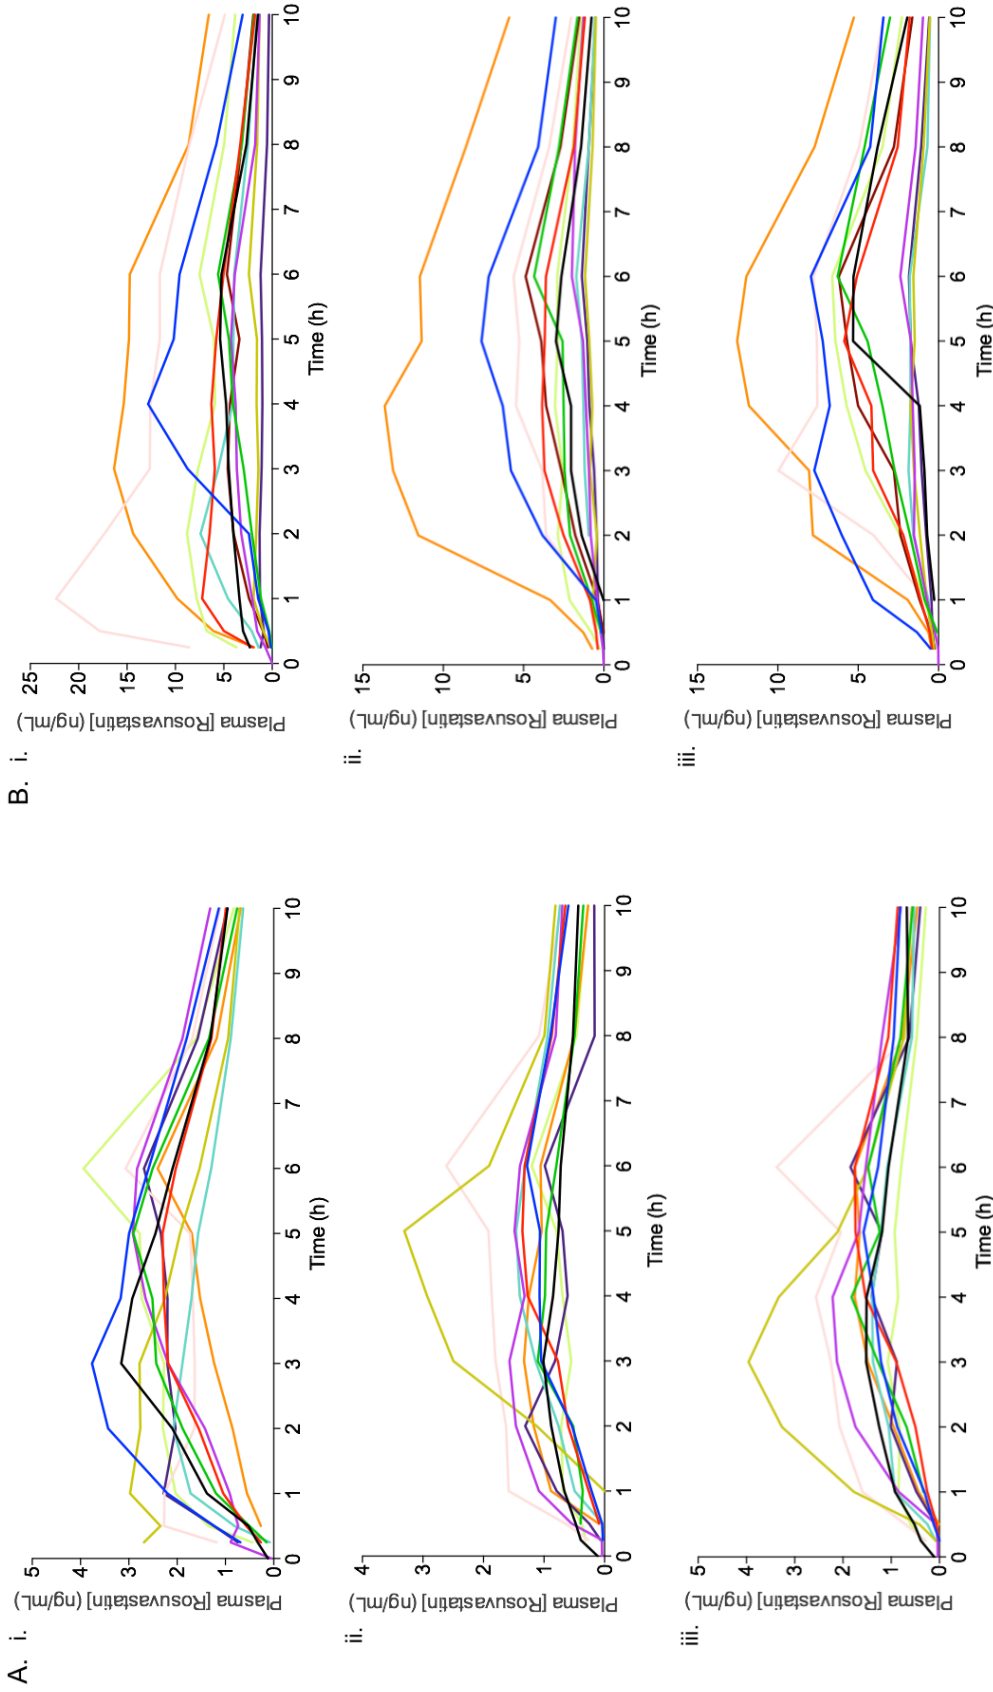 A. i.
Plasma [Rosuvastatin] (ng/mL)
5
4
3
2
1
0
0 1 2 3 4 5 6 7 8 9 10
Time (h)
ii.
Plasma [Rosuvastatin] (ng/mL)
4
3
2
1
0
0 1 2 3 4 5 6 7 8 9 10
Time (h)
iii.
Plasma [Rosuvastatin] (ng/mL)
5
4
3
2
1
0
0 1 2 3 4 5 6 7 8 9 10
Time (h)
B. i.
Plasma [Rosuvastatin] (ng/mL)
25
20
15
10
5
0
0 1 2 3 4 5 6 7 8 9 10
Time (h)
ii.
Plasma [Rosuvastatin] (ng/mL)
15
10
5
0
0 1 2 3 4 5 6 7 8 9 10
Time (h)
iii.
Plasma [Rosuvastatin] (ng/mL)
15
10
5
0
0 1 2 3 4 5 6 7 8 9 10
Time (h)